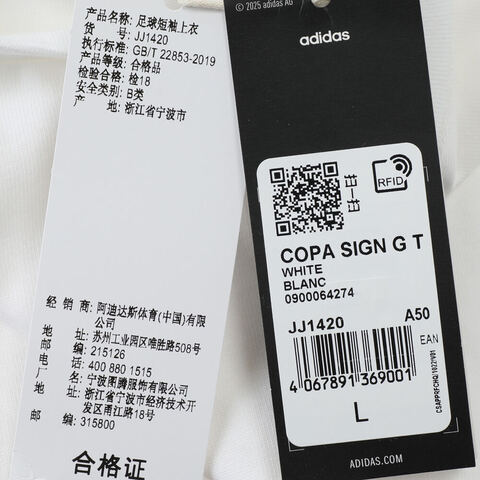 产品名称: 足球短袖上衣
货 号: JJ1420
执行标准: GB/T 22853-2019
产品等级: 合格品
检验合格: 检18
安全类别: B类
产 地: 浙江省宁波市
经 销 商: 阿迪达斯体育(中国)有限
公司
地 址: 苏州工业园区唯胜路508号
邮 编: 215126
电 话: 400 880 1515
生 产 厂: 宁波图腾服饰有限公司
地 址: 浙江省宁波市经济技术开
发区甬江路18号
邮 编: 315800
合格证
© 2025 adidas AG
adidas
RFID
COPA SIGN G T
WHITE
BLANC
0900064274
JJ1420 A50
EAN
4 067891 369001
L
ADIDAS.COM